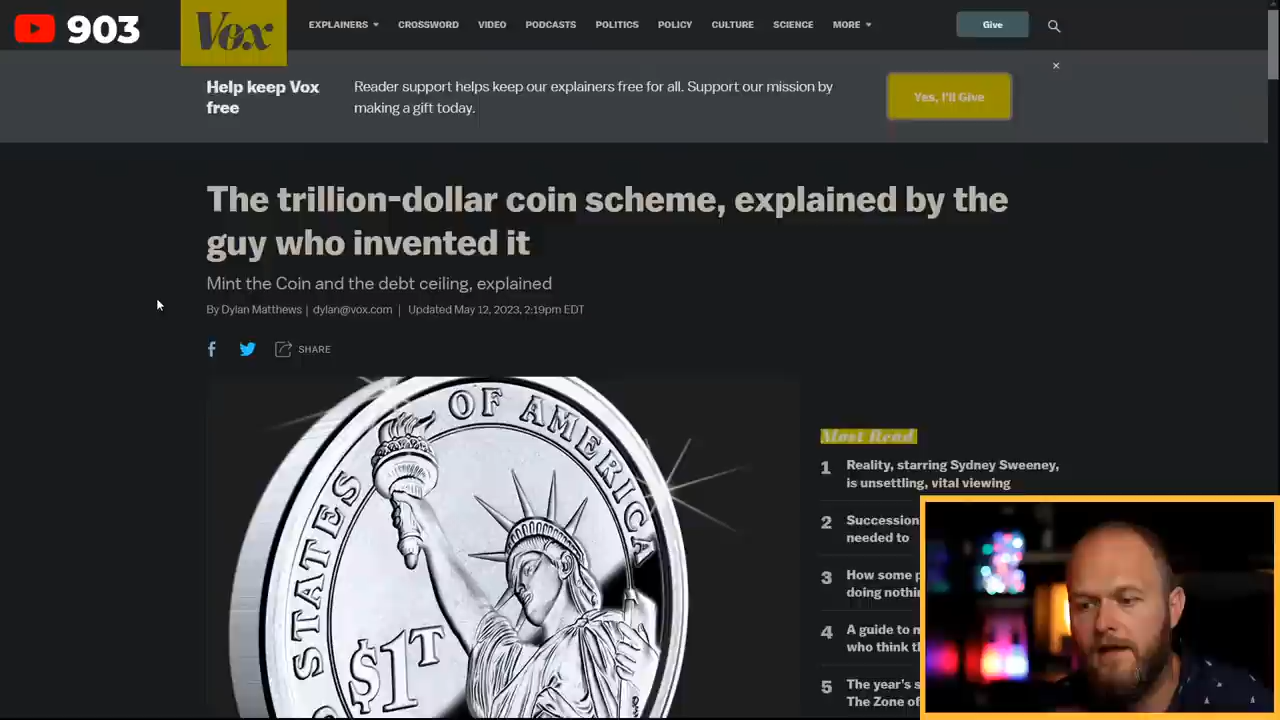 903
Vox
EXPLAINERS CROSSWORD VIDEO PODCASTS POLITICS POLICY CULTURE SCIENCE MORE
Give
Help keep Vox free
Reader support helps keep our explainers free for all. Support our mission by making a gift today.
Yes, I'll Give
The trillion-dollar coin scheme, explained by the
guy who invented it
Mint the Coin and the debt ceiling, explained
By Dylan Matthews | dylan@vox.com | Updated May 12, 2023, 2:19pm EDT
SHARE
STATES OF AMERICA
$1T
Most Read
1 Reality, starring Sydney Sweeney,
is unsettling, vital viewing
2 Succession
needed to
3 How some
doing
4 A guide to
who think
5 The year's
The Zone of